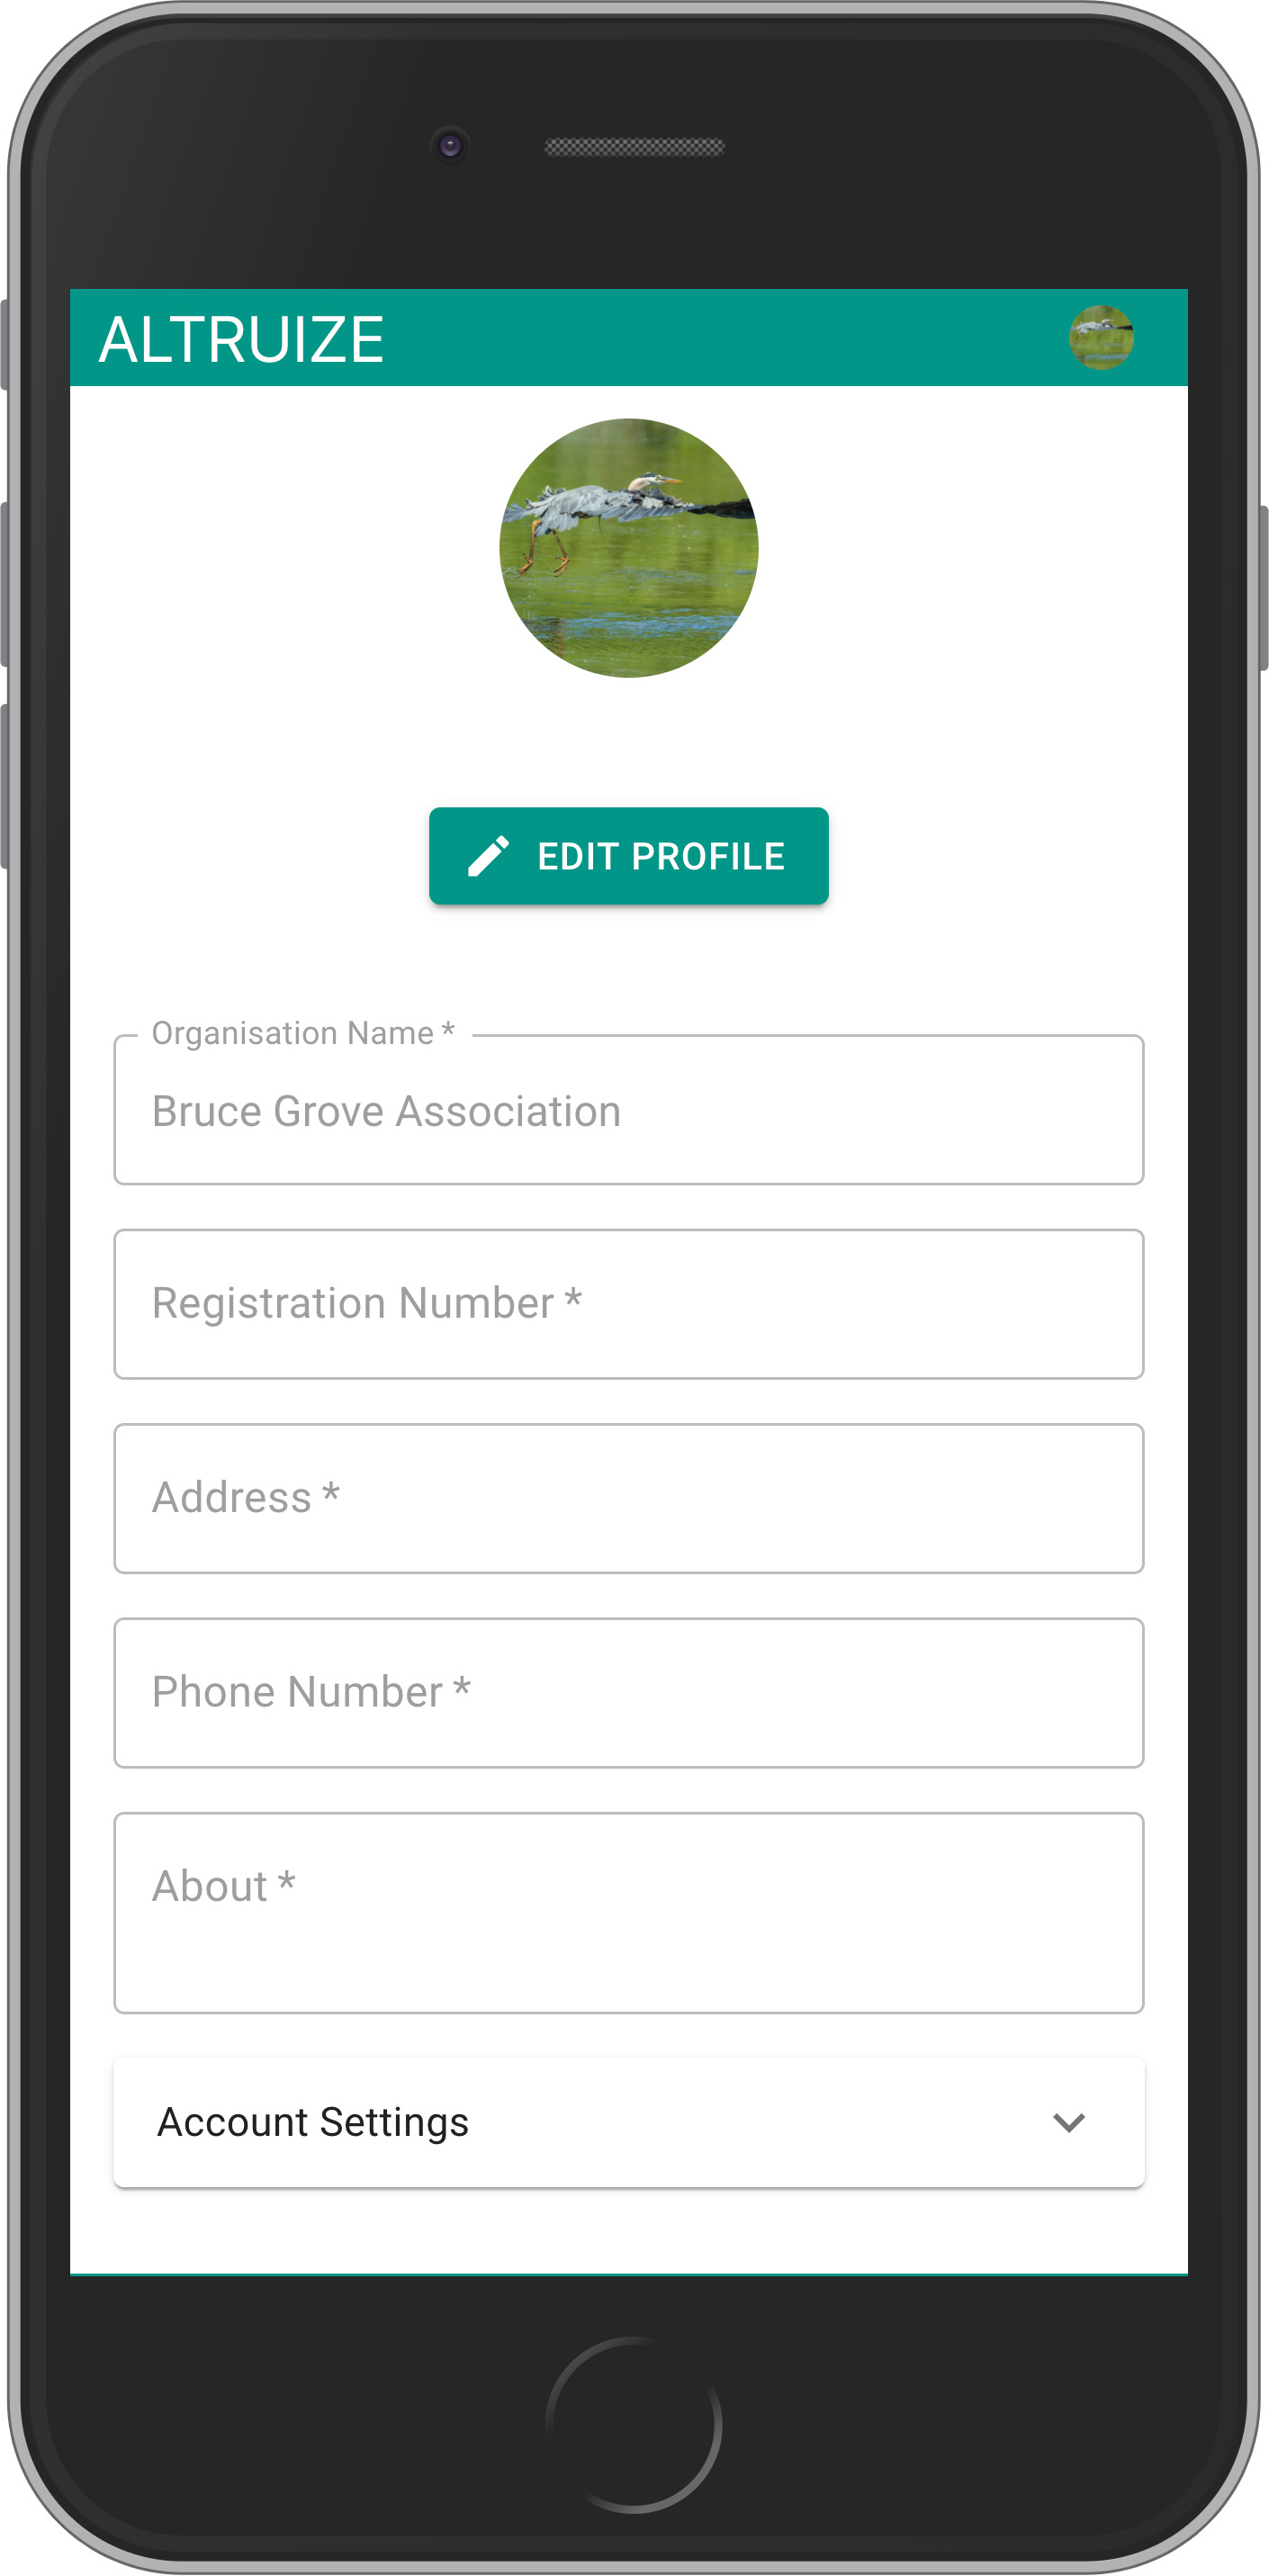 ALTRUIZE
EDIT PROFILE
Organisation Name *
Bruce Grove Association
Registration Number *
Address *
Phone Number *
About *
Account Settings